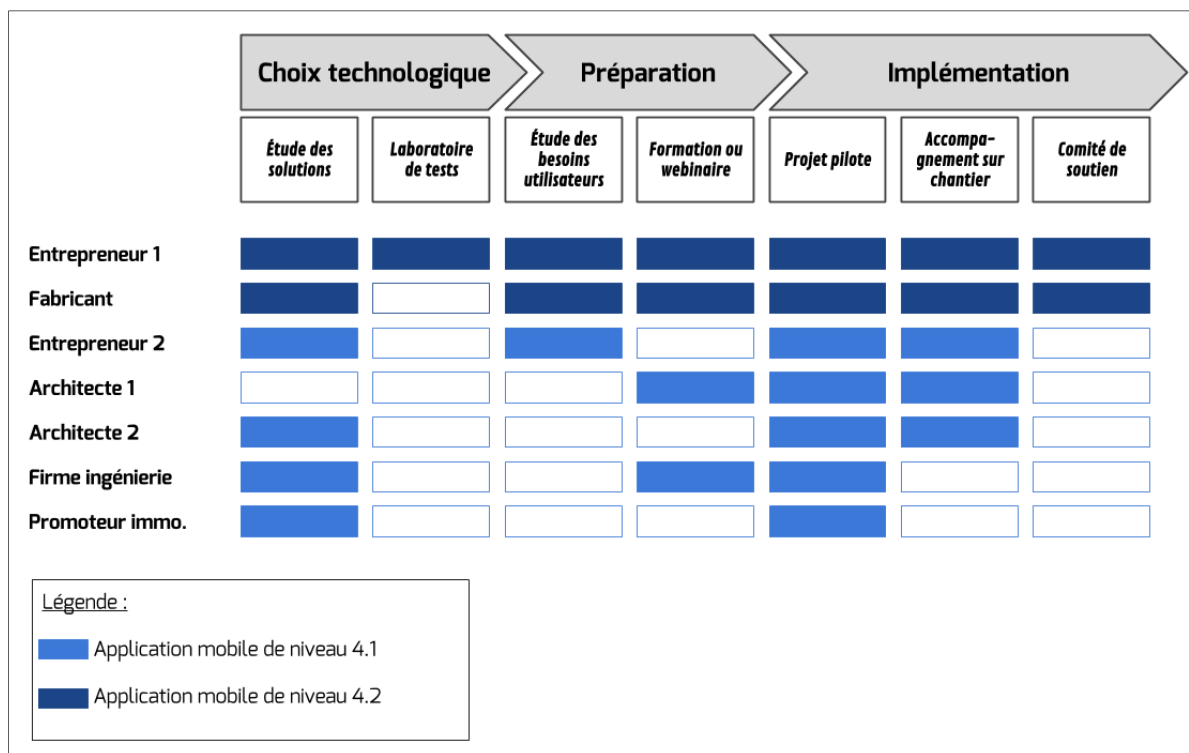 Choix technologique
Préparation
Implémentation
Étude des
solutions
Laboratoire
de tests
Étude des
besoins
utilisateurs
Formation ou
webinaire
Projet pilote
Accompa-
gnement sur
chantier
Comité de
soutien
Entrepreneur 1
Fabricant
Entrepreneur 2
Architecte 1
Architecte 2
Firme ingénierie
Promoteur immo.
Légende :
Application mobile de niveau 4.1
Application mobile de niveau 4.2